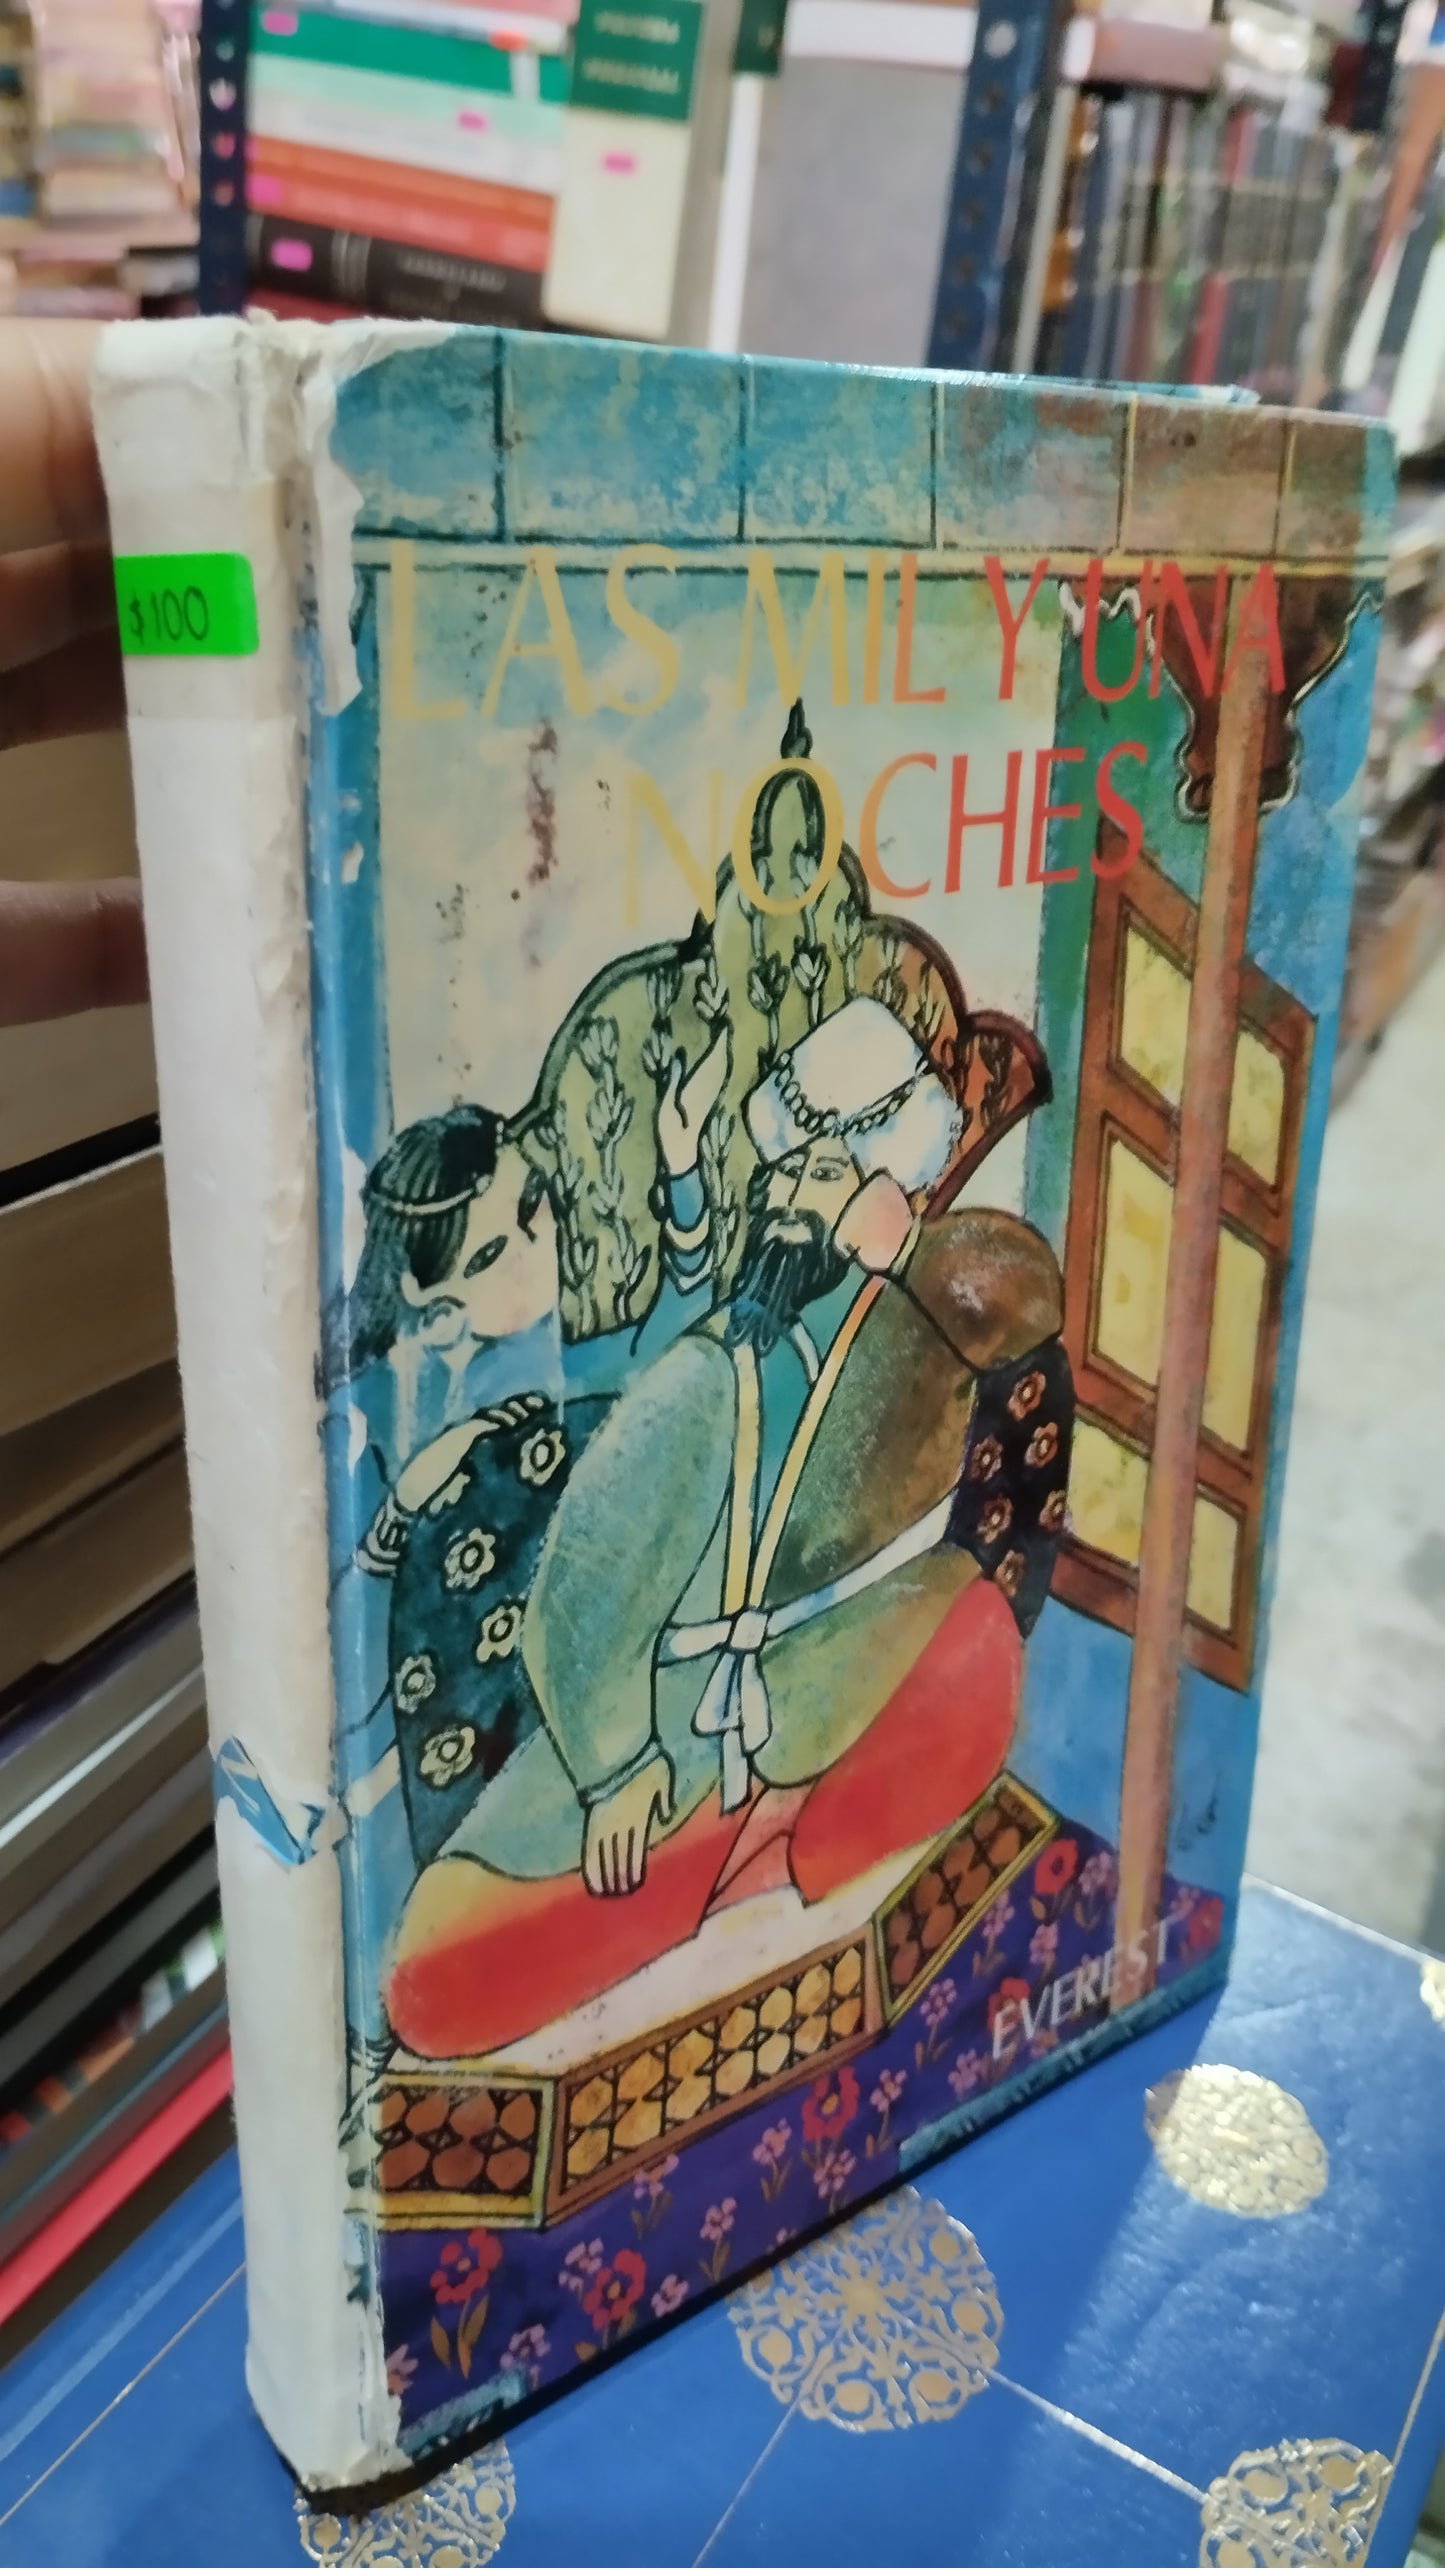 $100
LAS MIL Y UNA
NOCHES
EVEREST